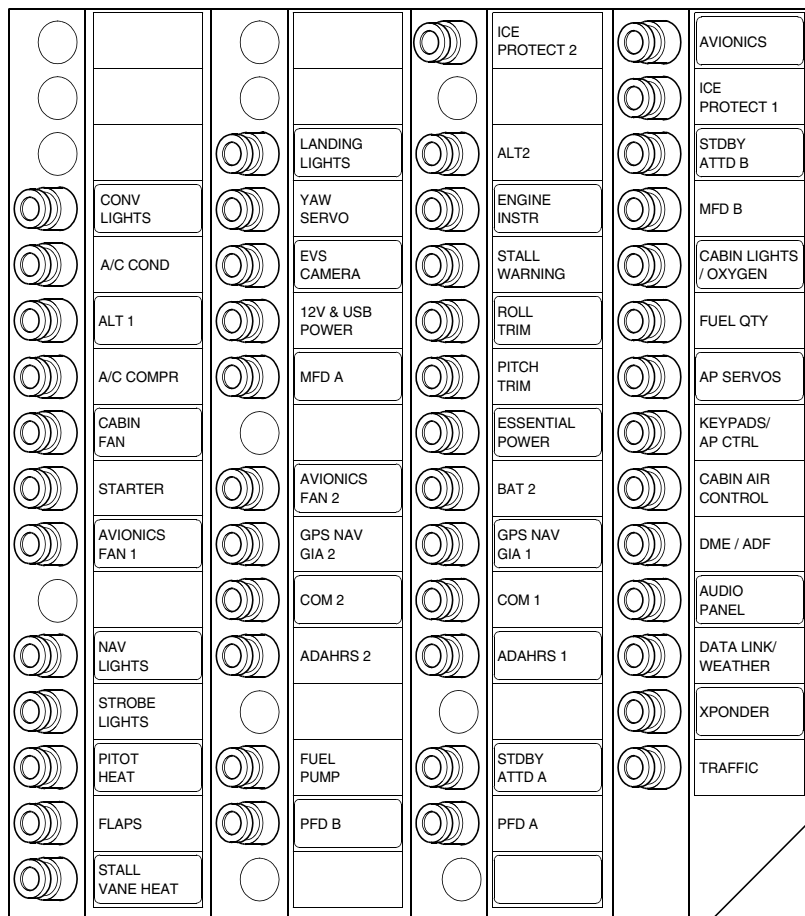 ICE
PROTECT 2
AVIONICS
ICE
PROTECT 1
LANDING
LIGHTS
ALT2
STDBY
ATTD B
CONV
LIGHTS
YAW
SERVO
ENGINE
INSTR
MFD B
A/C COND
EVS
CAMERA
STALL
WARNING
CABIN LIGHTS
/ OXYGEN
ALT 1
12V & USB
POWER
ROLL
TRIM
FUEL QTY
A/C COMPR
MFD A
PITCH
TRIM
AP SERVOS
CABIN
FAN
ESSENTIAL
POWER
KEYPADS/
AP CTRL
STARTER
AVIONICS
FAN 2
BAT 2
CABIN AIR
CONTROL
AVIONICS
FAN 1
GPS NAV
GIA 2
GPS NAV
GIA 1
DME / ADF
COM 2
COM 1
AUDIO
PANEL
NAV
LIGHTS
ADAHRS 2
ADAHRS 1
DATA LINK/
WEATHER
STROBE
LIGHTS
XPONDER
PITOT
HEAT
FUEL
PUMP
STDBY
ATTD A
TRAFFIC
FLAPS
PFD B
PFD A
STALL
VANE HEAT